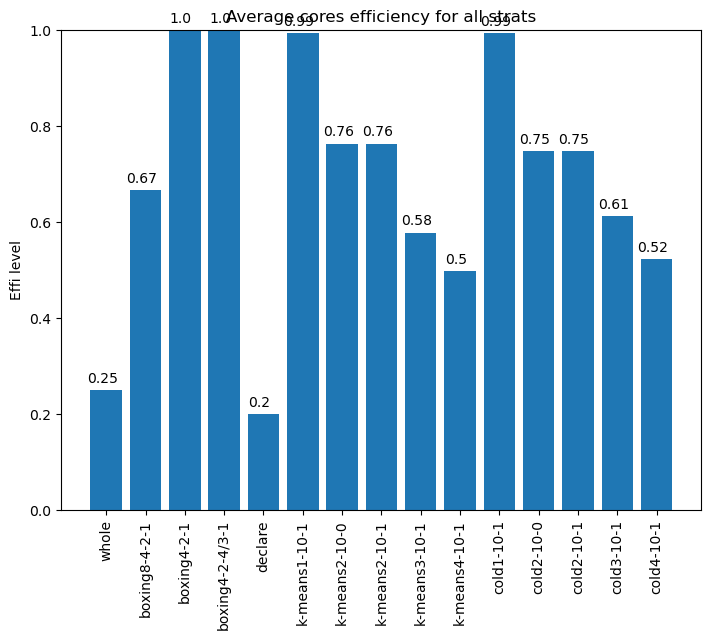 Average cores efficiency for all strats
1.0
1.0
0.99
0.99
0.76
0.76
0.75
0.75
0.67
0.61
0.58
0.52
0.5
0.25
0.2
Effi level
1.0
0.8
0.6
0.4
0.2
0.0
whole
boxing8-4-2-1
boxing4-2-1
boxing4-2-4/3-1
declare
k-means1-10-1
k-means2-10-0
k-means2-10-1
k-means3-10-1
k-means4-10-1
cold1-10-1
cold2-10-0
cold2-10-1
cold3-10-1
cold4-10-1